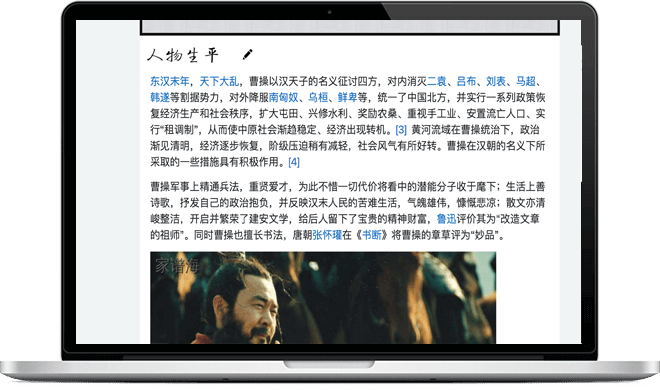 人物生平
东汉末年，天下大乱，曹操以汉天子的名义征讨四方，对内消灭二袁、吕布、刘表、马超、
韩遂等割据势力，对外降服南匈奴、乌桓、鲜卑等，统一了中国北方，并实行一系列政策恢
复经济生产和社会秩序，扩大屯田、兴修水利、奖励农桑、重视手工业、安置流亡人口、实
行“租调制”，从而使中原社会渐趋稳定、经济出现转机。[3] 黄河流域在曹操统治下，政治
渐见清明，经济逐步恢复，阶级压迫稍有减轻，社会风气有所好转。曹操在汉朝的名义下所
采取的一些措施具有积极作用。[4]
曹操军事上精通兵法，重贤爱才，为此不惜一切代价将看中的潜能分子收于麾下；生活上善
诗歌，抒发自己的政治抱负，并反映汉末人民的苦难生活，气魄雄伟，慷慨悲凉；散文亦清
峻整洁，开启并繁荣了建安文学，给后人留下了宝贵的精神财富，鲁迅评价其为“改造文章
的祖师”。同时曹操也擅长书法，唐朝张怀瓘在《书断》将曹操的章草评为“妙品”。
家谱海